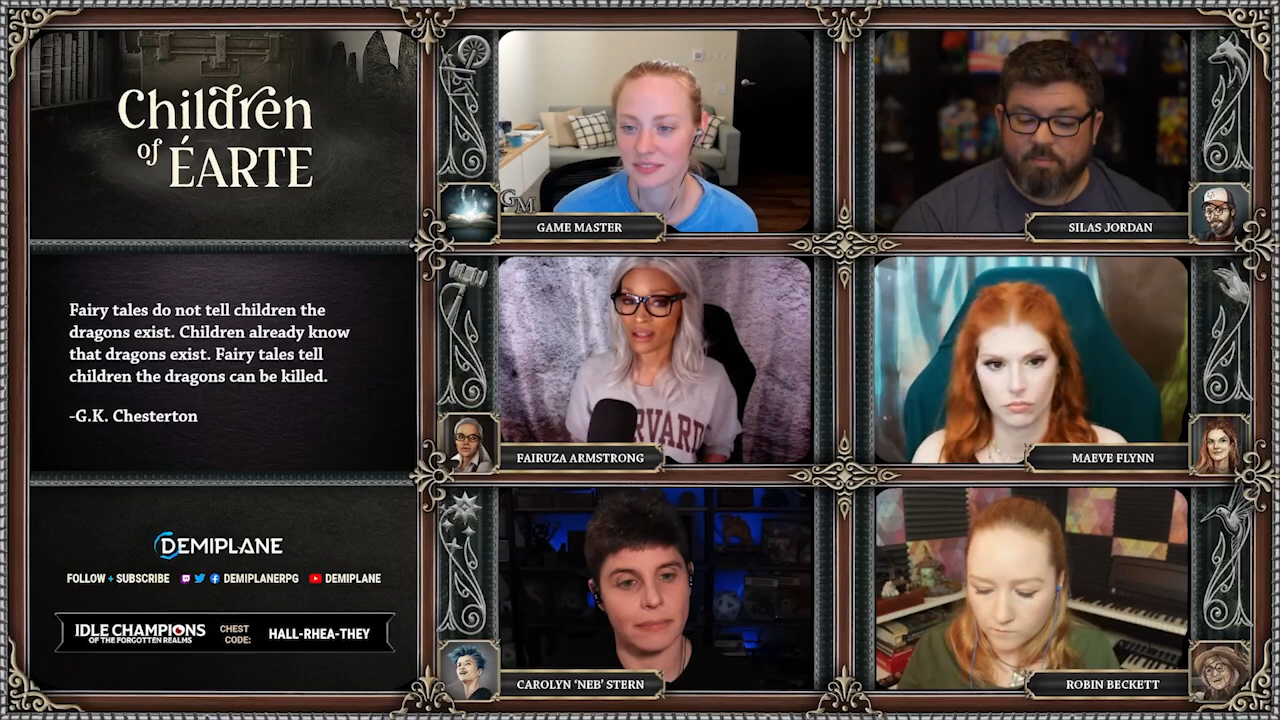 Children
of ÉARTE
Fairy tales do not tell children the
dragons exist. Children already know
that dragons exist. Fairy tales tell
children the dragons can be killed.
-G.K. Chesterton
DEMIPLANE
FOLLOW + SUBSCRIBE DEMIPLANERPG DEMIPLANE
IDLE CHAMPIONS
OF THE FORGOTTEN REALMS
CHEST
CODE:
HALL-RHEA-THEY
GM
GAME MASTER
SILAS JORDAN
RVARD
FAIRUZA ARMSTRONG
MAEVE FLYNN
CAROLYN ‘NEB’ STERN
ROBIN BECKETT